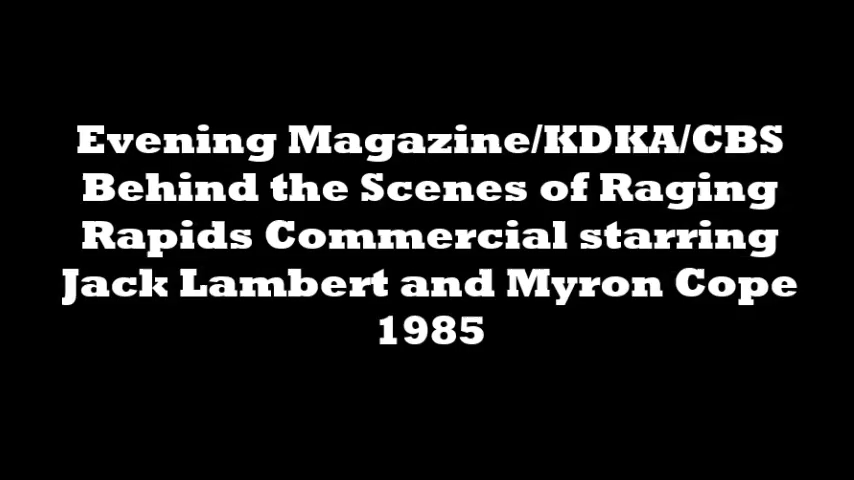 Evening Magazine/KDKA/CBS
Behind the Scenes of Raging
Rapids Commercial starring
Jack Lambert and Myron Cope
1985